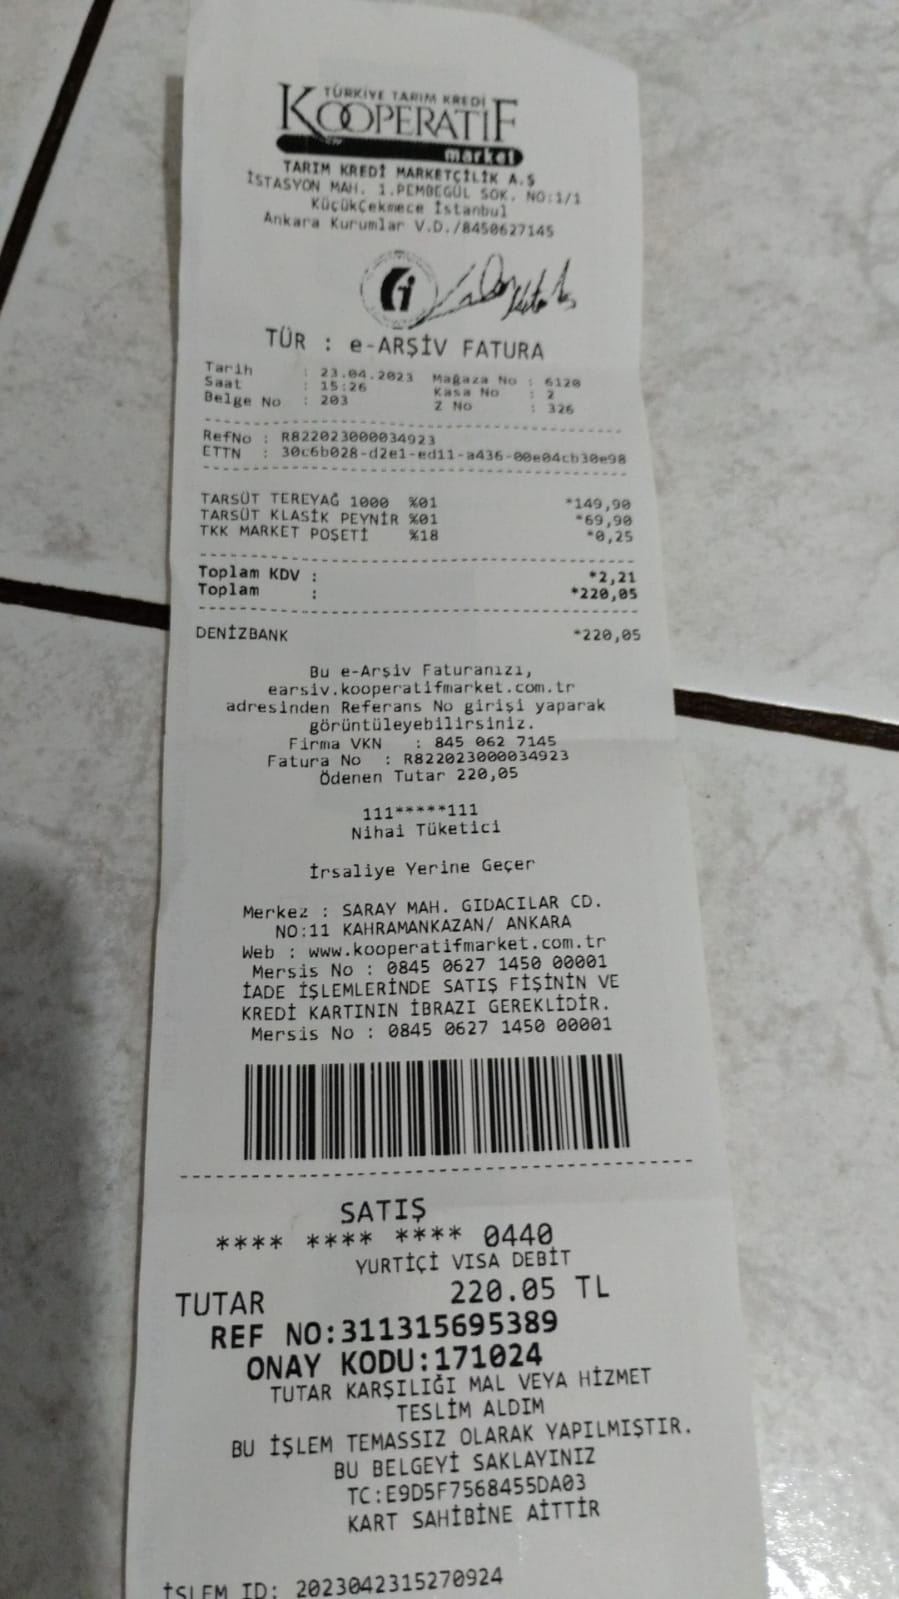 TÜRKİYE TARIM KREDİ
KOOPERATİF
market
TARIM KREDİ MARKETÇİLİK A.Ş
İSTASYON MAH. 1.PEMBEGÜL SOK. NO:1/1
KüçükÇekmece İstanbul
Ankara Kurumlar V.D./8450627145
TÜR : e-ARŞİV FATURA
Tarih : 23.04.2023 Mağaza No : 6120
Saat : 15:26 Kasa No : 2
Belge No : 203 Z No : 326
RefNo : R822023000034923
ETTN : 30c6b028-d2e1-ed11-a436-00e04cb30e98
TARSÜT TEREYAĞ 1000 %01 *149,90
TARSÜT KLASİK PEYNİR %01 *69,90
TKK MARKET POŞETİ %18 *0,25
Toplam KDV : *2,21
Toplam : *220,05
DENİZBANK *220,05
Bu e-Arşiv Faturanızı,
earsiv.kooperatifmarket.com.tr
adresinden Referans No girişi yaparak
görüntüleyebilirsiniz.
Firma VKN : 845 062 7145
Fatura No : R822023000034923
Ödenen Tutar 220,05
111*****111
Nihai Tüketici
İrsaliye Yerine Geçer
Merkez : SARAY MAH. GIDACILAR CD.
NO:11 KAHRAMANKAZAN/ ANKARA
Web : www.kooperatifmarket.com.tr
Mersis No : 0845 0627 1450 00001
İADE İŞLEMLERİNDE SATIŞ FİŞİNİN VE
KREDİ KARTININ İBRAZI GEREKLİDİR.
Mersis No : 0845 0627 1450 00001
SATIŞ
**** **** **** 0440
YURTİÇİ VISA DEBIT
TUTAR 220.05 TL
REF NO:311315695389
ONAY KODU:171024
TUTAR KARŞILIĞI MAL VEYA HİZMET
TESLİM ALDIM
BU İŞLEM TEMASSIZ OLARAK YAPILMIŞTIR.
BU BELGEYİ SAKLAYINIZ
TC:E9D5F7568455DA03
KART SAHİBİNE AİTTİR
İŞLEM ID: 2023042315270924